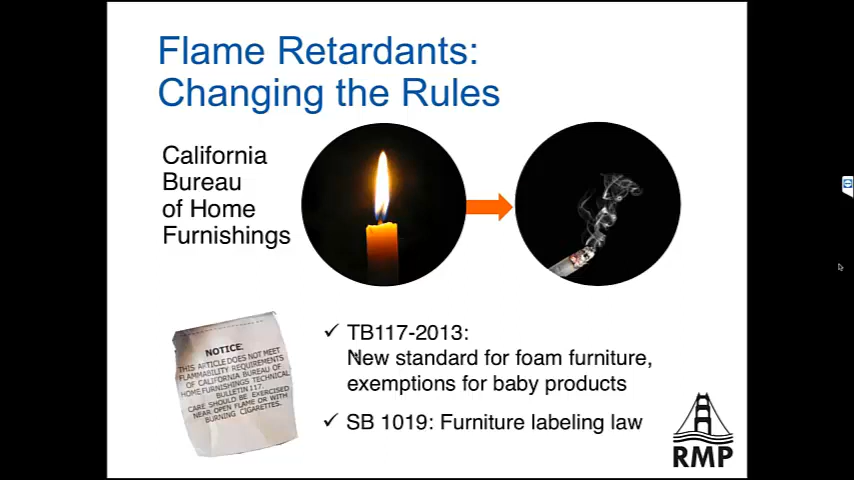 Flame Retardants:
Changing the Rules
California
Bureau
of Home
Furnishings
NOTICE:
THIS ARTICLE DOES NOT MEET
FLAMMABILITY REQUIREMENTS
OF CALIFORNIA BUREAU OF
HOME FURNISHINGS TECHNICAL
BULLETIN 117.
CARE SHOULD BE EXERCISED
NEAR OPEN FLAME OR WITH
BURNING CIGARETTES.
✓ TB117-2013:
New standard for foam furniture,
exemptions for baby products
✓ SB 1019: Furniture labeling law
RMP